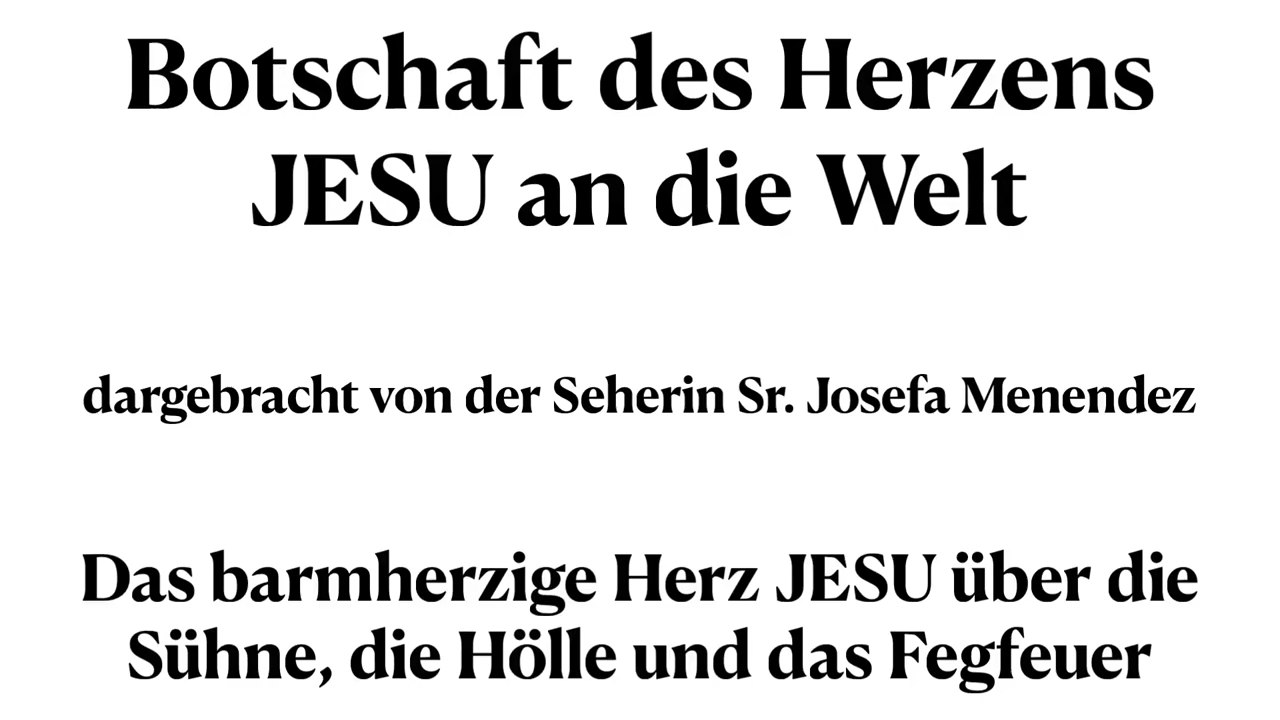 Botschaft des Herzens
JESU an die Welt
dargebracht von der Seherin Sr. Josefa Menendez
Das barmherzige Herz JESU über die
Sühne, die Hölle und das Fegfeuer